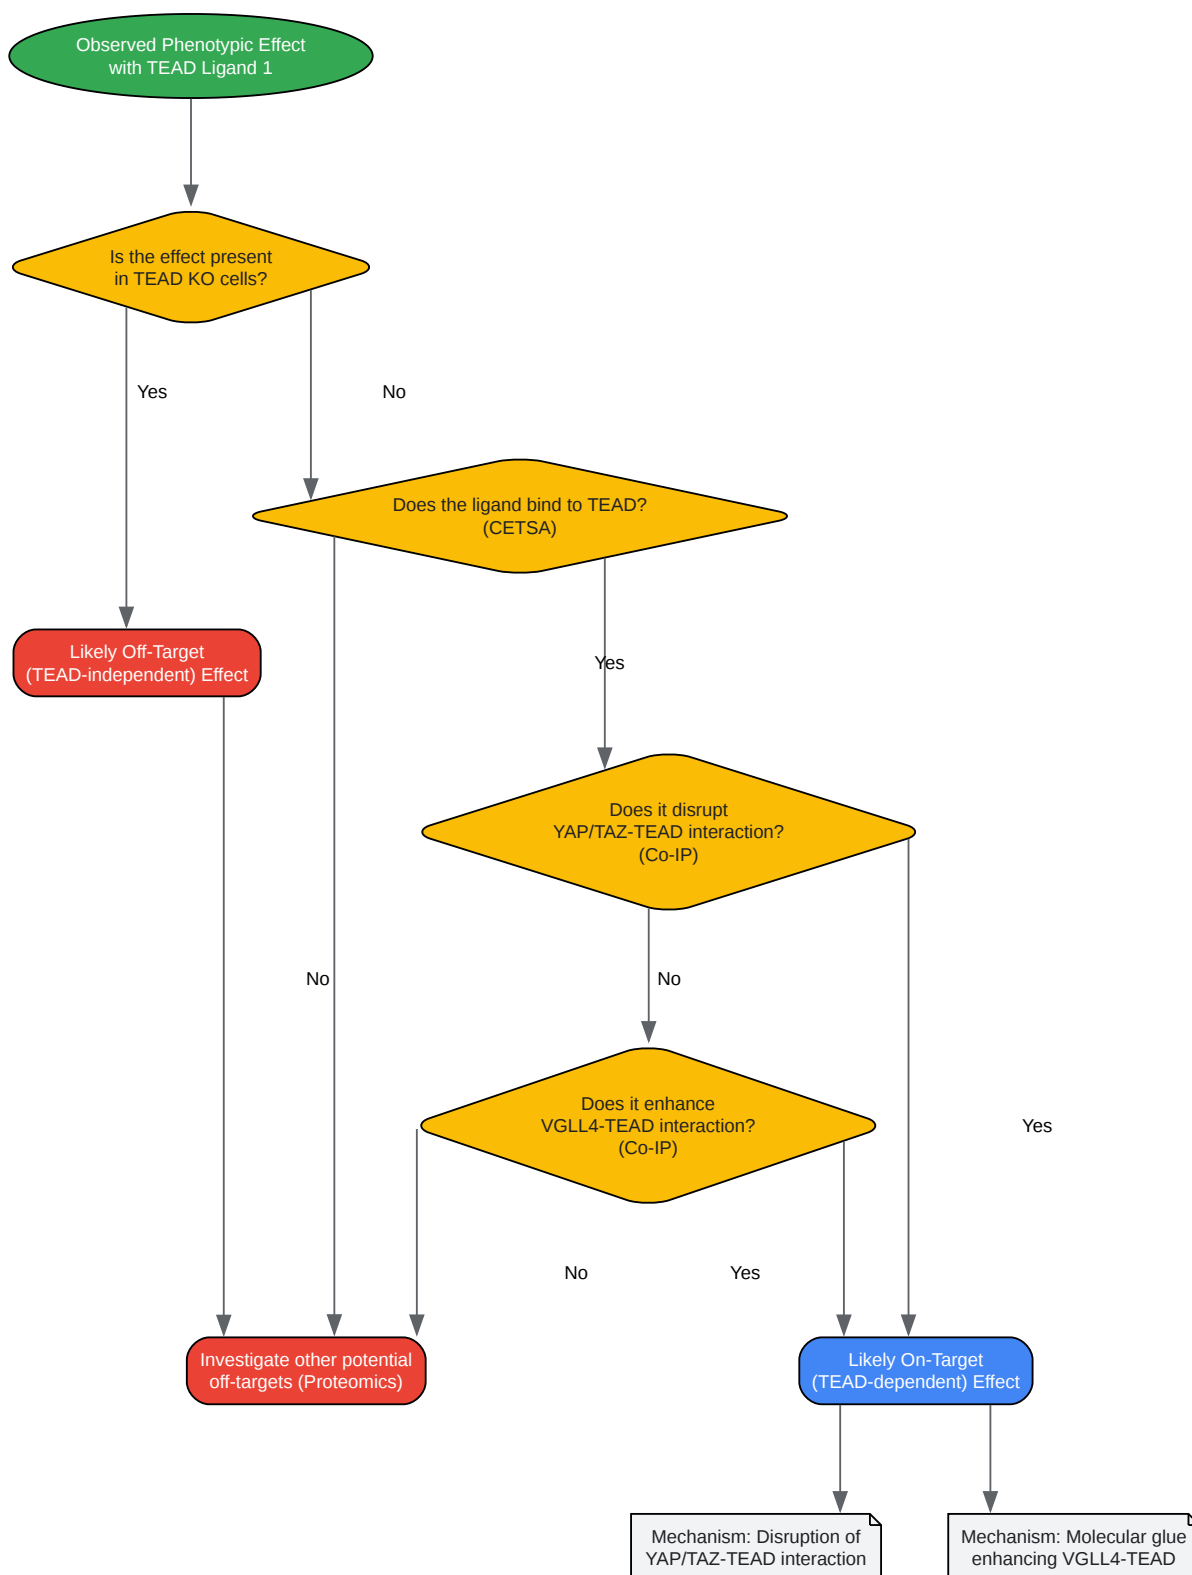 Observed Phenotypic Effect
with TEAD Ligand 1
Is the effect present
in TEAD KO cells?
Yes
No
Does the ligand bind to TEAD?
(CETSA)
Likely Off-Target
(TEAD-independent) Effect
Yes
Does it disrupt
YAP/TAZ-TEAD interaction?
(Co-IP)
No
No
Does it enhance
VGLL4-TEAD interaction?
(Co-IP)
Yes
No
Yes
Investigate other potential
off-targets (Proteomics)
Likely On-Target
(TEAD-dependent) Effect
Mechanism: Disruption of
YAP/TAZ-TEAD interaction
Mechanism: Molecular glue
enhancing VGLL4-TEAD